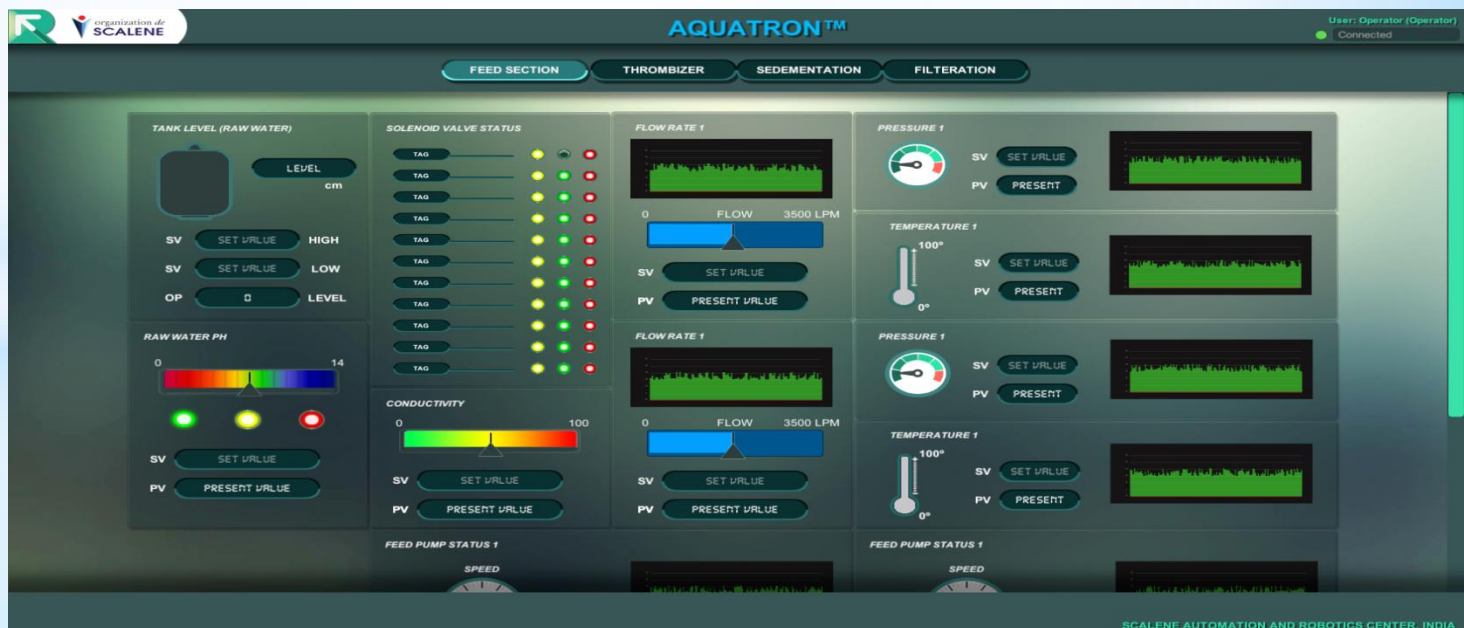 organización de
SCALENE
AQUATRON™
User: Operator (Operator)
Connected
FEED SECTION
THROMBIZER
SEDEMENTATION
FILTERATION
TANK LEVEL (RAW WATER)
LEVEL
cm
SV SET VALUE HIGH
SV SET VALUE LOW
OP 0 LEVEL
RAW WATER PH
0 14
SV SET VALUE
PV PRESENT VALUE
SOLENOID VALVE STATUS
TAG
TAG
TAG
TAG
TAG
TAG
TAG
TAG
TAG
TAG
TAG
CONDUCTIVITY
0 100
SV SET VALUE
PV PRESENT VALUE
FLOW RATE 1
0 FLOW 3500 LPM
SV SET VALUE
PV PRESENT VALUE
FLOW RATE 1
0 FLOW 3500 LPM
SV SET VALUE
PV PRESENT VALUE
PRESSURE 1
SV SET VALUE
PV PRESENT
TEMPERATURE 1
100°
SV SET VALUE
PV PRESENT
0°
PRESSURE 1
SV SET VALUE
PV PRESENT
TEMPERATURE 1
100°
SV SET VALUE
PV PRESENT
0°
FEED PUMP STATUS 1
SPEED
FEED PUMP STATUS 1
SPEED
SCALENE AUTOMATION AND ROBOTICS CENTER, INDIA